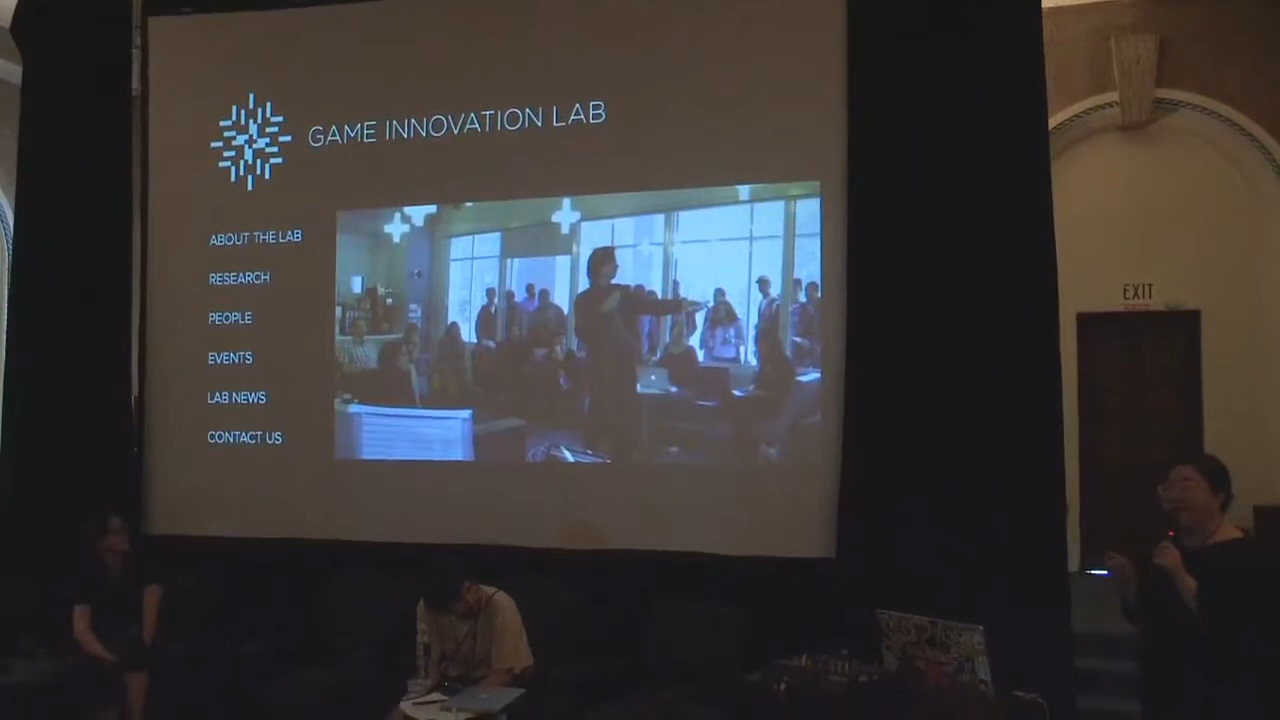 GAME INNOVATION LAB
ABOUT THE LAB
RESEARCH
PEOPLE
EVENTS
LAB NEWS
CONTACT US
EXIT